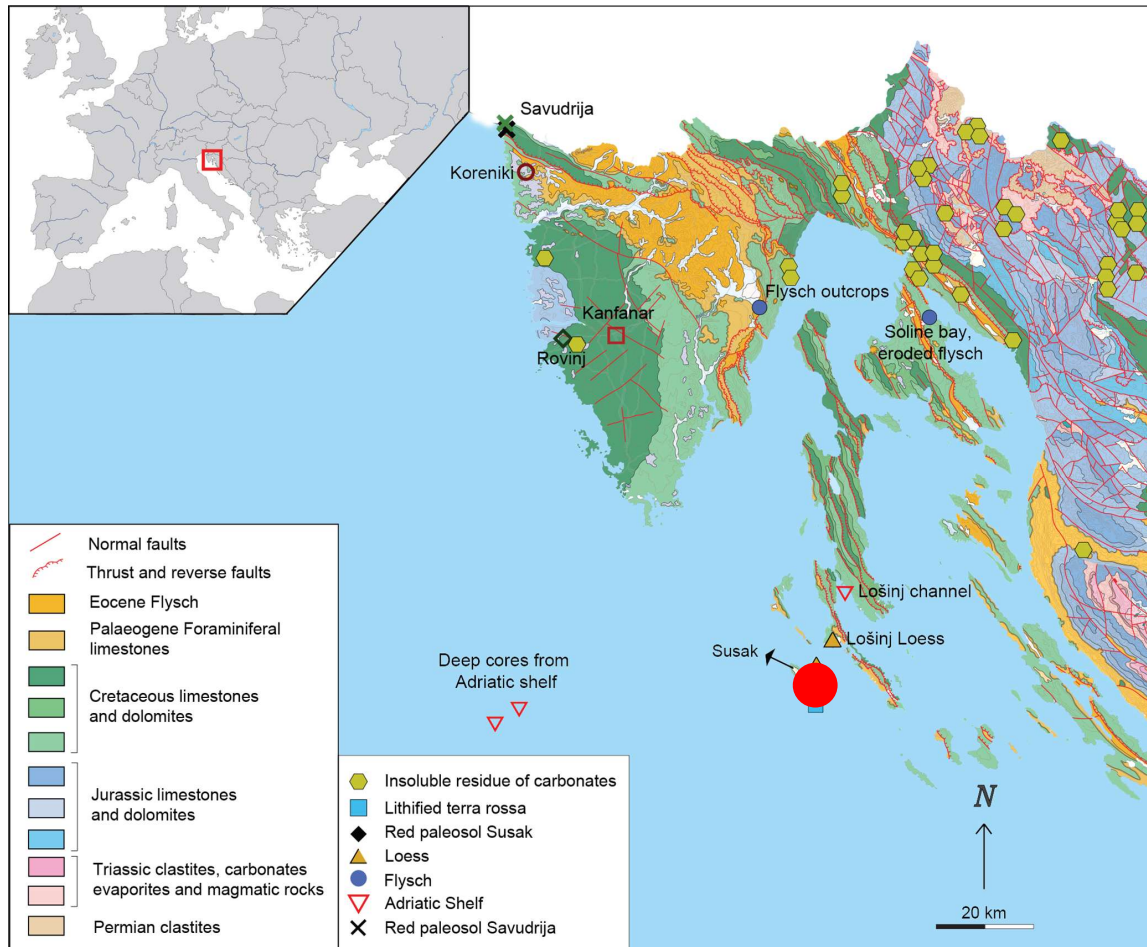 Savudrija
Koreniki
Flysch outcrops
Kanfanar
Soline bay,
eroded flysch
Rovinj
Lošinj channel
Lošinj Loess
Susak
Deep cores from
Adriatic shelf
Normal faults
Thrust and reverse faults
Eocene Flysch
Palaeogene Foraminiferal
limestones
Cretaceous limestones
and dolomites
Jurassic limestones
and dolomites
Triassic clastites, carbonates
evaporites and magmatic rocks
Permian clastites
Insoluble residue of carbonates
Lithified terra rossa
Red paleosol Susak
Loess
Flysch
Adriatic Shelf
Red paleosol Savudrija
N
20 km